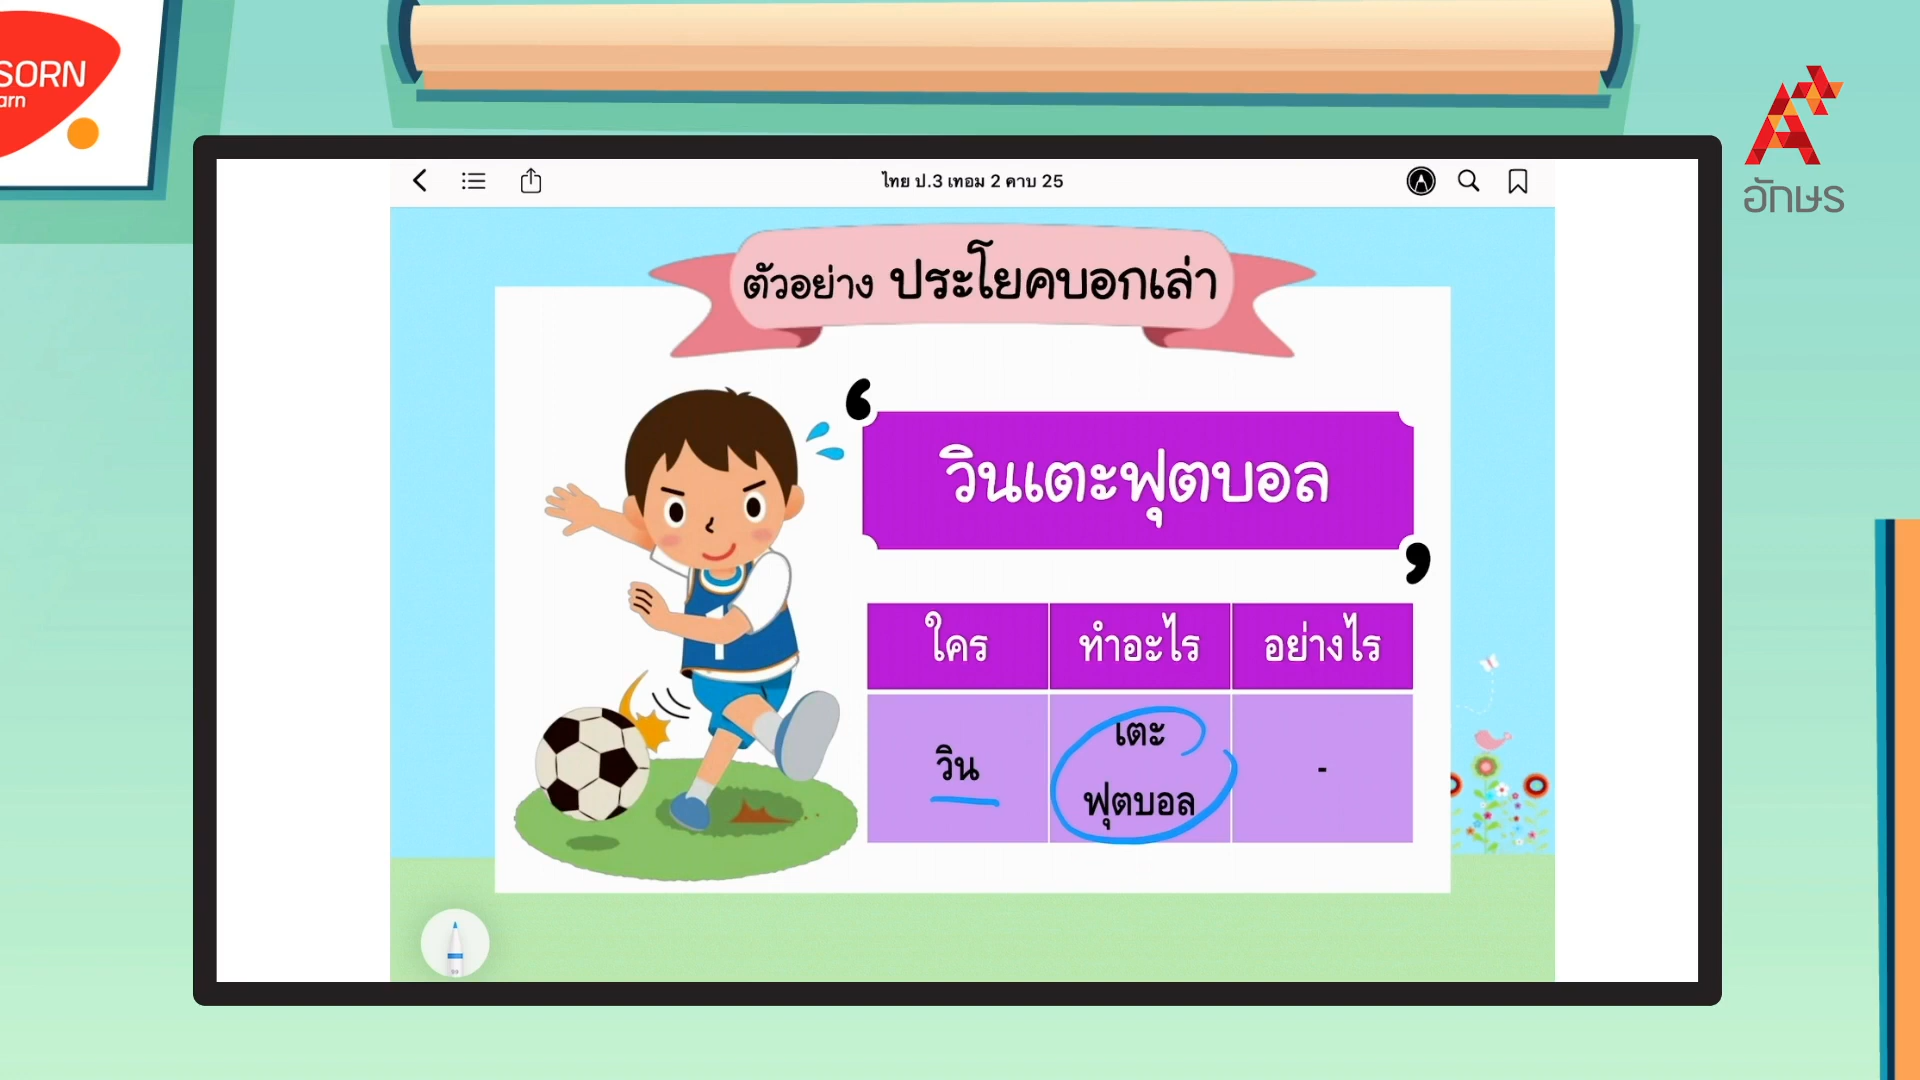 SORN
arn
อักษร
ไทย ป.3 เทอม 2 คาบ 25
ตัวอย่าง ประโยคบอกเล่า
‘
วินเตะฟุตบอล
’
1
ใคร ทำอะไร อย่างไร
วิน เตะ ฟุตบอล -